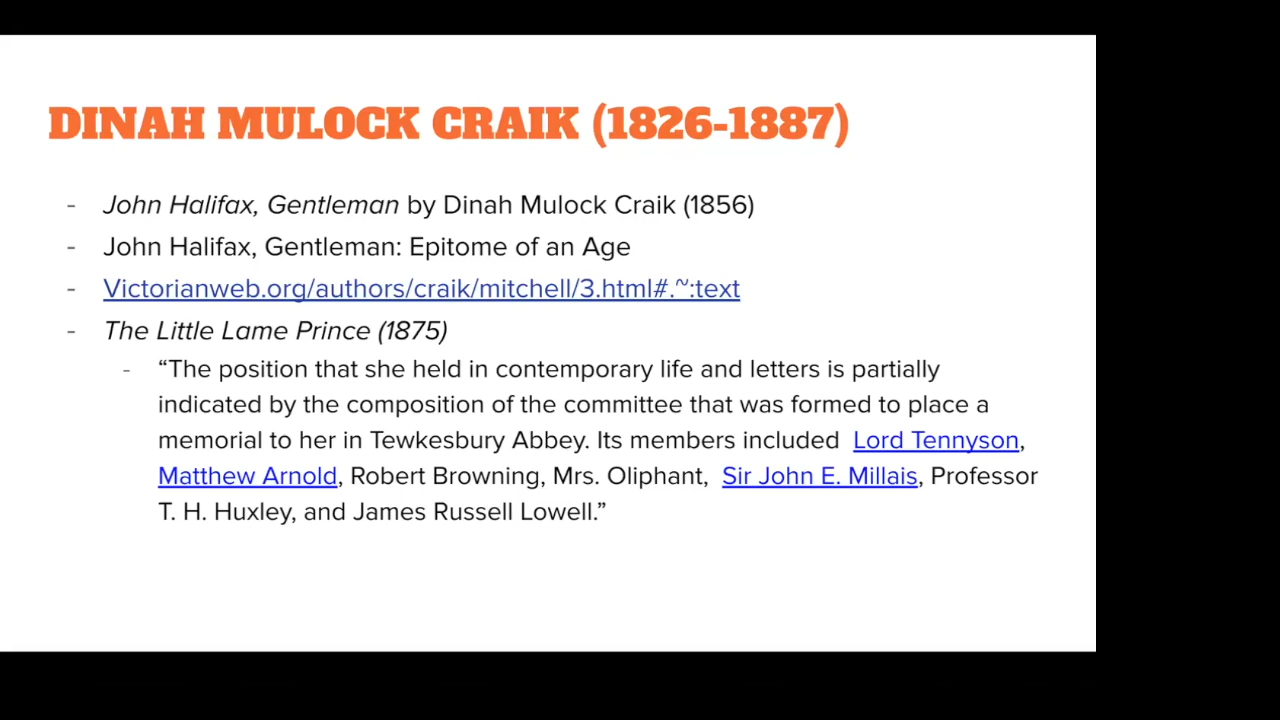 DINAH MULOCK CRAIK (1826-1887)
- John Halifax, Gentleman by Dinah Mulock Craik (1856)
- John Halifax, Gentleman: Epitome of an Age
- Victorianweb.org/authors/craik/mitchell/3.html#.~:text
- The Little Lame Prince (1875)
- “The position that she held in contemporary life and letters is partially
indicated by the composition of the committee that was formed to place a
memorial to her in Tewkesbury Abbey. Its members included Lord Tennyson,
Matthew Arnold, Robert Browning, Mrs. Oliphant, Sir John E. Millais, Professor
T. H. Huxley, and James Russell Lowell.”